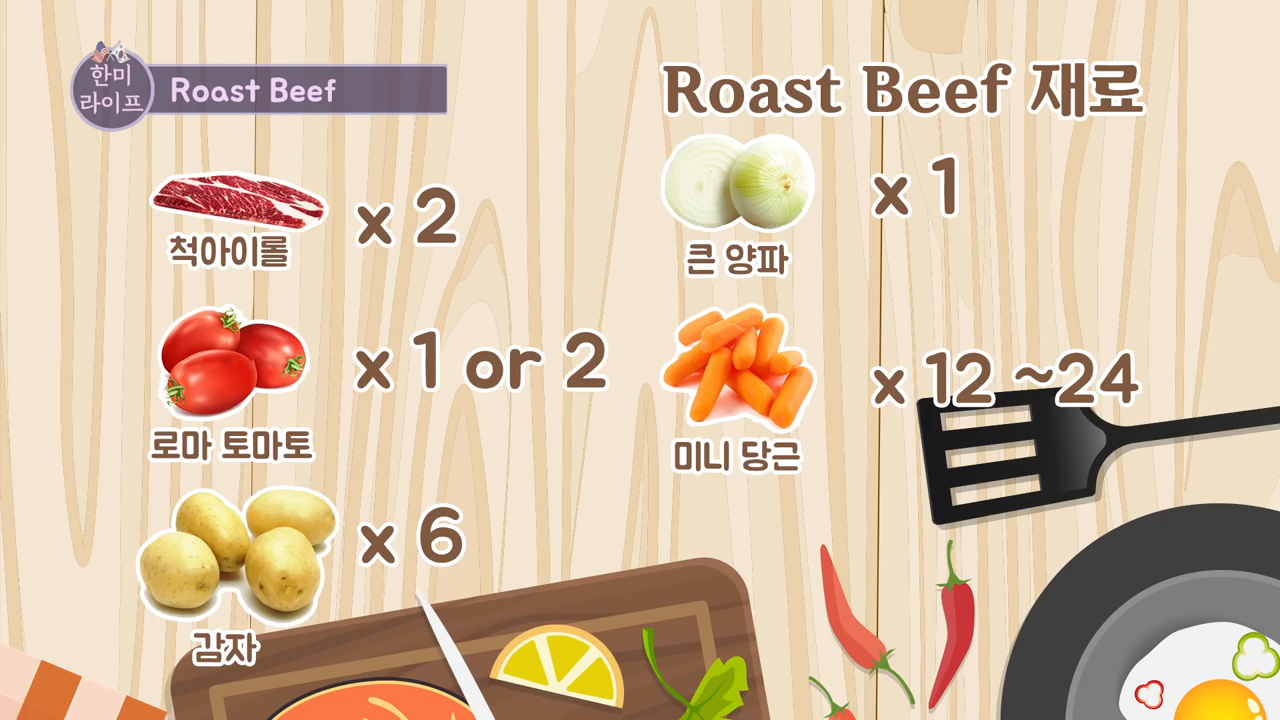 한미
라이프
Roast Beef
Roast Beef 재료
척아이롤
x 2
큰 양파
x 1
로마 토마토
x 1 or 2
미니 당근
x 12 ~24
감자
x 6